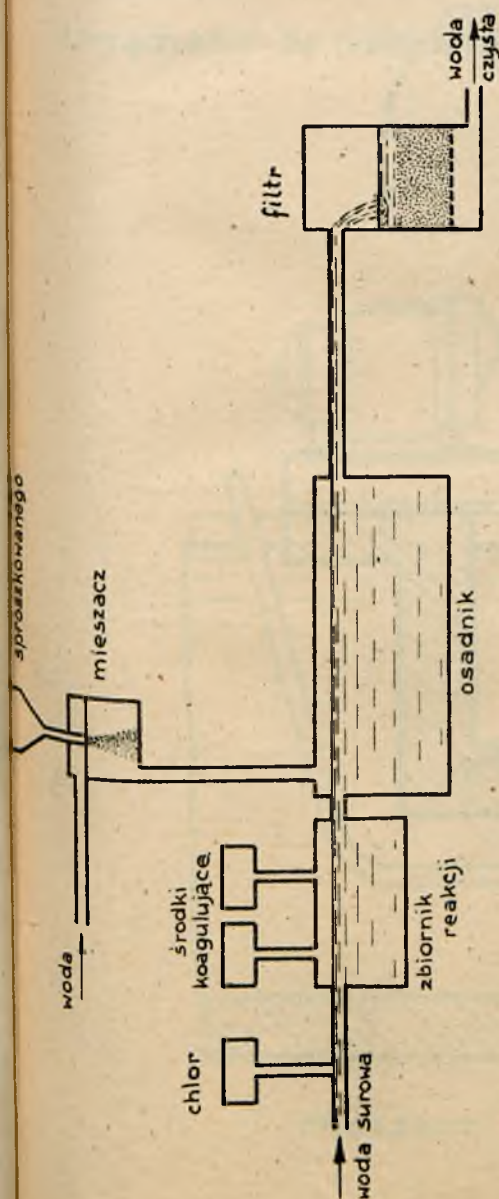 sproszkowanego
mieszacz
woda
środki
koagulujące
chlor
woda surowa
zbiornik
reakcji
osadnik
filtr
woda
czysta